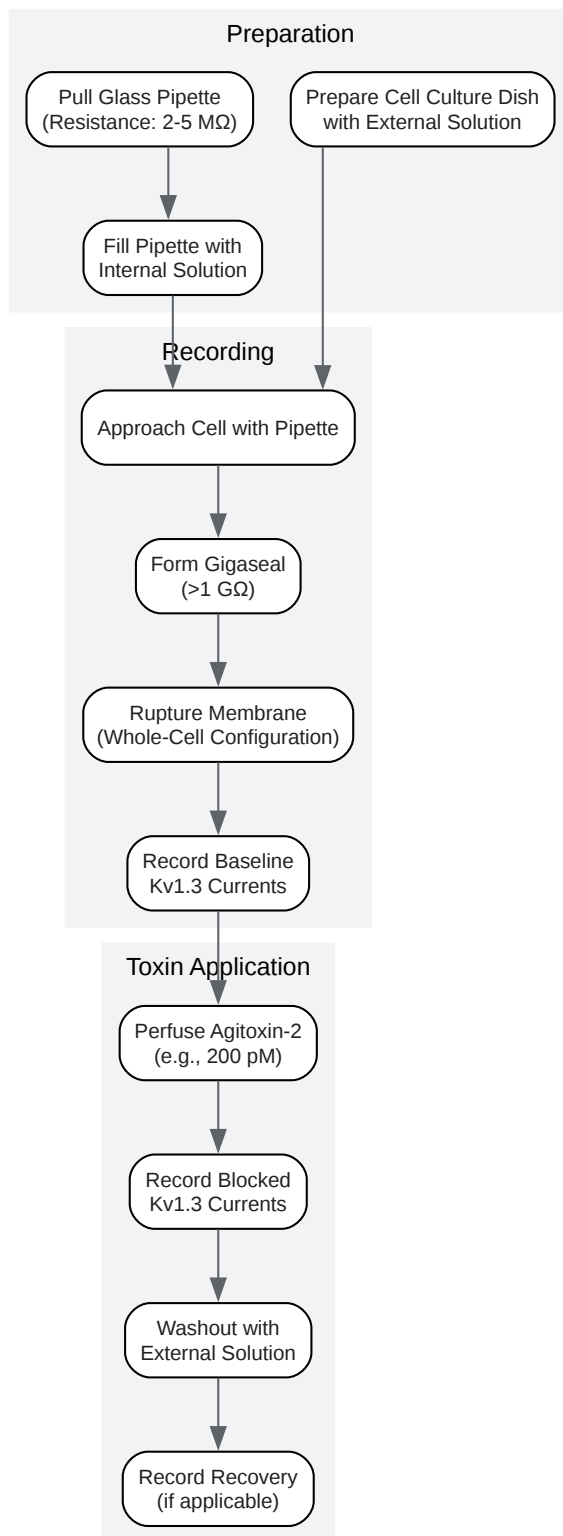 Preparation
Pull Glass Pipette
(Resistance: 2-5 MΩ)
Prepare Cell Culture Dish
with External Solution
Fill Pipette with
Internal Solution
Recording
Approach Cell with Pipette
Form Gigaseal
(>1 GΩ)
Rupture Membrane
(Whole-Cell Configuration)
Record Baseline
Kv1.3 Currents
Toxin Application
Perfuse Agitoxin-2
(e.g., 200 pM)
Record Blocked
Kv1.3 Currents
Washout with
External Solution
Record Recovery
(if applicable)